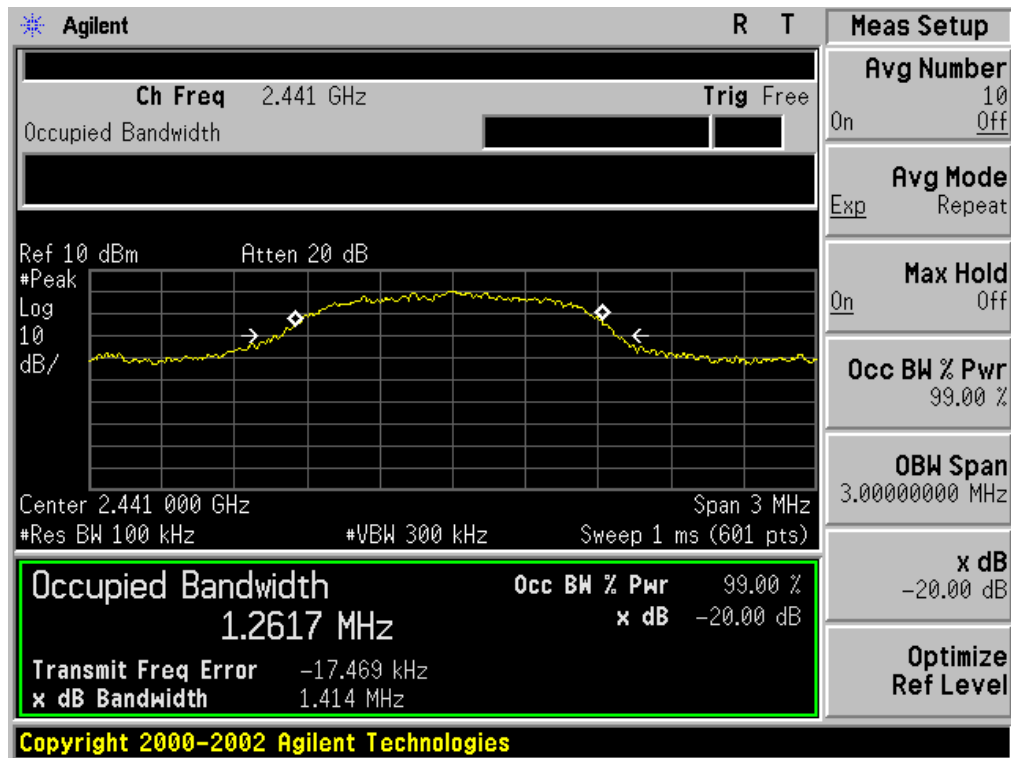 Agilent R T
Ch Freq 2.441 GHz Trig Free
Occupied Bandwidth
Ref 10 dBm Atten 20 dB
#Peak
Log
10
dB/
Center 2.441 000 GHz Span 3 MHz
#Res BW 100 kHz #VBW 300 kHz Sweep 1 ms (601 pts)
Occupied Bandwidth Occ BW % Pwr 99.00 %
1.2617 MHz x dB -20.00 dB
Transmit Freq Error -17.469 kHz
x dB Bandwidth 1.414 MHz
Copyright 2000-2002 Agilent Technologies
Meas Setup
Avg Number
10
On Off
Avg Mode
Exp Repeat
Max Hold
On Off
Occ BW % Pwr
99.00 %
OBW Span
3.00000000 MHz
x dB
-20.00 dB
Optimize
Ref Level